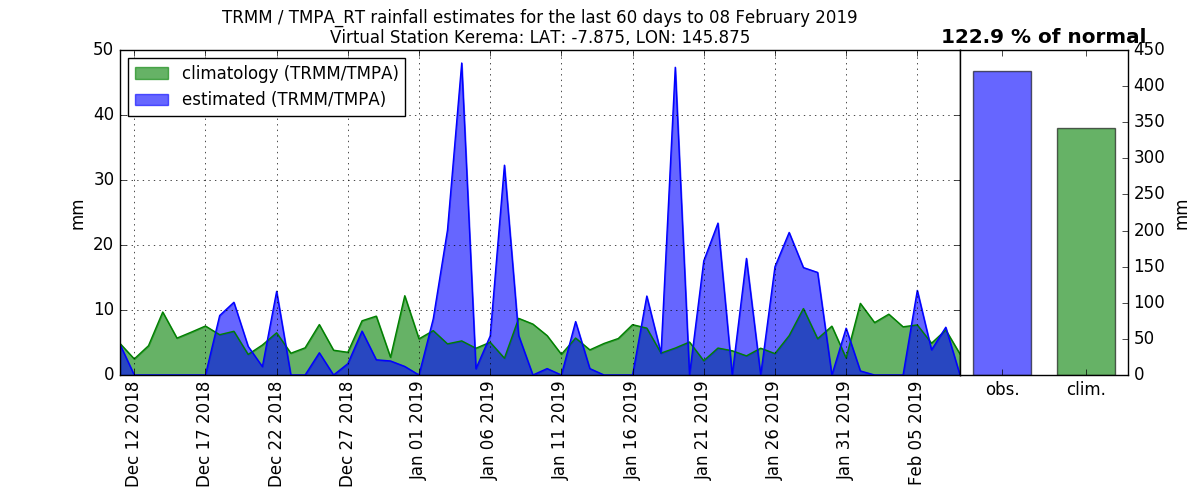 TRMM / TMPA_RT rainfall estimates for the last 60 days to 08 February 2019
Virtual Station Kerema: LAT: -7.875, LON: 145.875
122.9 % of normal
climatology (TRMM/TMPA)
estimated (TRMM/TMPA)
50
40
30
20
10
0
mm
450
400
350
300
250
200
150
100
50
0
mm
Dec 12 2018
Dec 17 2018
Dec 22 2018
Dec 27 2018
Jan 01 2019
Jan 06 2019
Jan 11 2019
Jan 16 2019
Jan 21 2019
Jan 26 2019
Jan 31 2019
Feb 05 2019
obs.
clim.